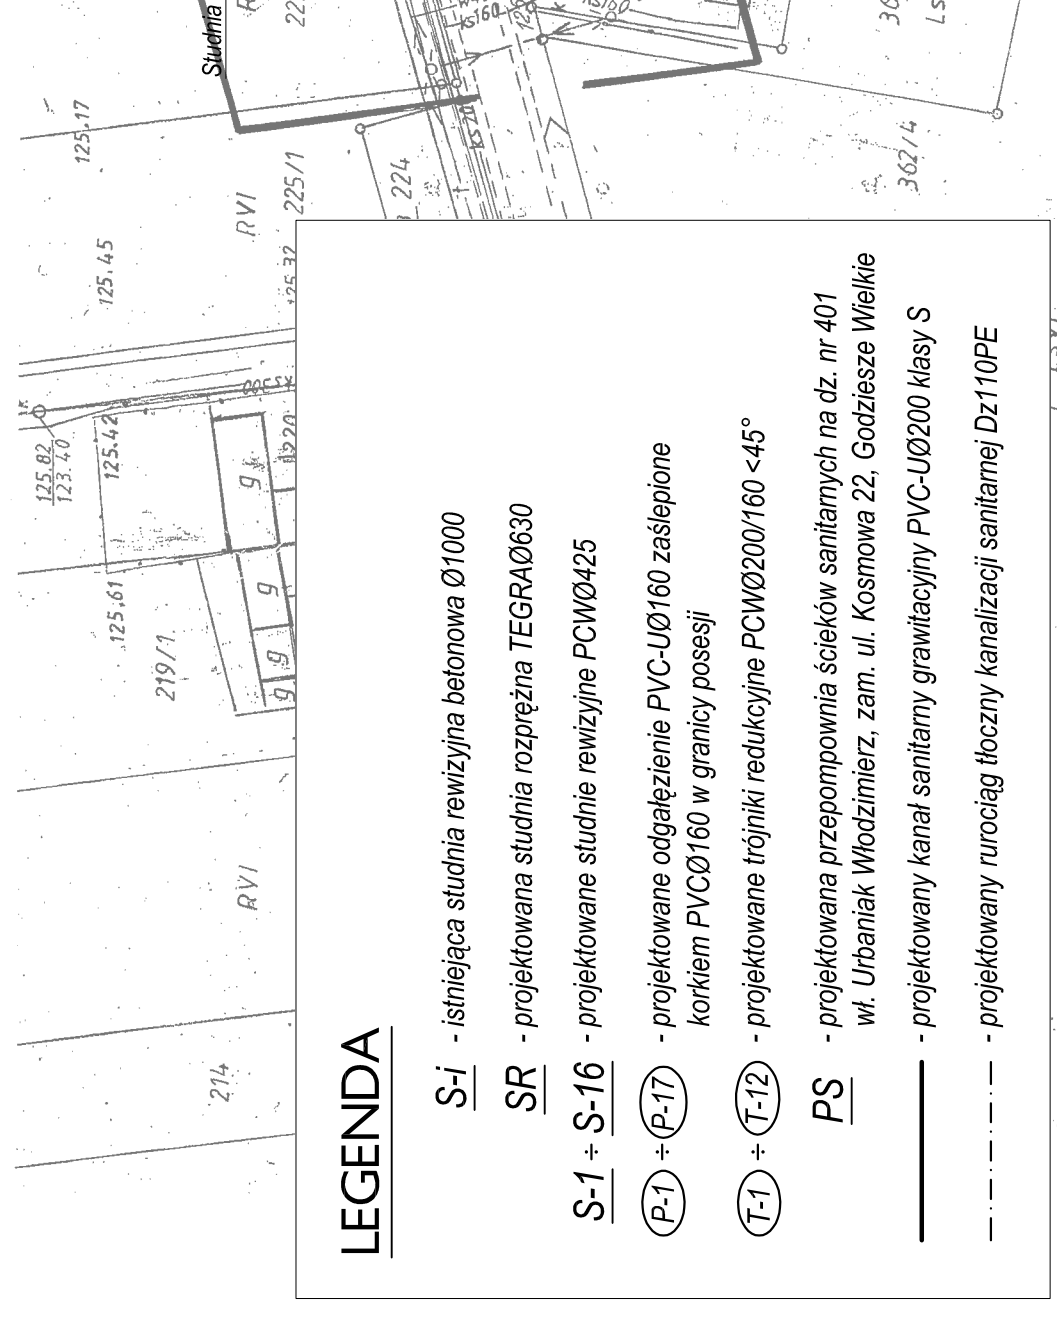 LEGENDA
S-i - istniejąca studnia rewizyjna betonowa Ø1000
SR - projektowana studnia rozprężna TEGRAØ630
S-1 ÷ S-16 - projektowane studnie rewizyjne PCWØ425
P-1 ÷ P-17 - projektowane odgałęzienie PVC-UØ160 zaślepione
korkiem PVCØ160 w granicy posesji
T-1 ÷ T-12 - projektowane trójniki redukcyjne PCWØ200/160 <45°
PS - projektowana przepompownia ścieków sanitarnych na dz. nr 401
wł. Urbaniak Włodzimierz, zam. ul. Kosmowa 22, Godziesze Wielkie
- projektowany kanał sanitarny grawitacyjny PVC-UØ200 klasy S
- projektowany rurociąg tłoczny kanalizacji sanitarnej Dz110PE
Studnia
125.17
125.45
RVI
225/1
224
362/4
ks160
125.82
123.40
125.42
125.61
219/1
g
g
g
g
RVI
214